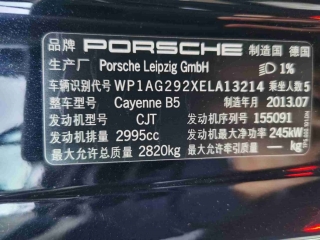 品牌 PORSCHE 制造国 德国
生产厂 Porsche Leipzig GmbH 1%
车辆识别代号 WP1AG292XELA13214 乘坐人数 5
整车型号 Cayenne B5 制造年月 2013.07
发动机型号 CJT 发动机号 155091
发动机排量 2995cc 发动机最大净功率 245kW
最大允许总质量 2820kg 最大允许牵引质量 — kg